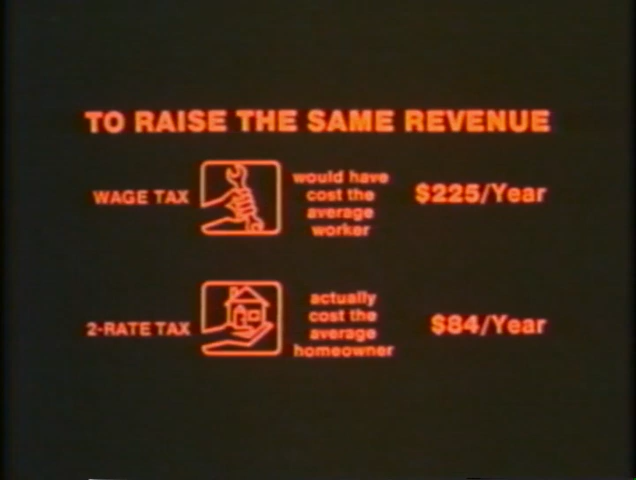 TO RAISE THE SAME REVENUE
WAGE TAX
would have
cost the
average
worker
$225/Year
2-RATE TAX
actually
cost the
average
homeowner
$84/Year